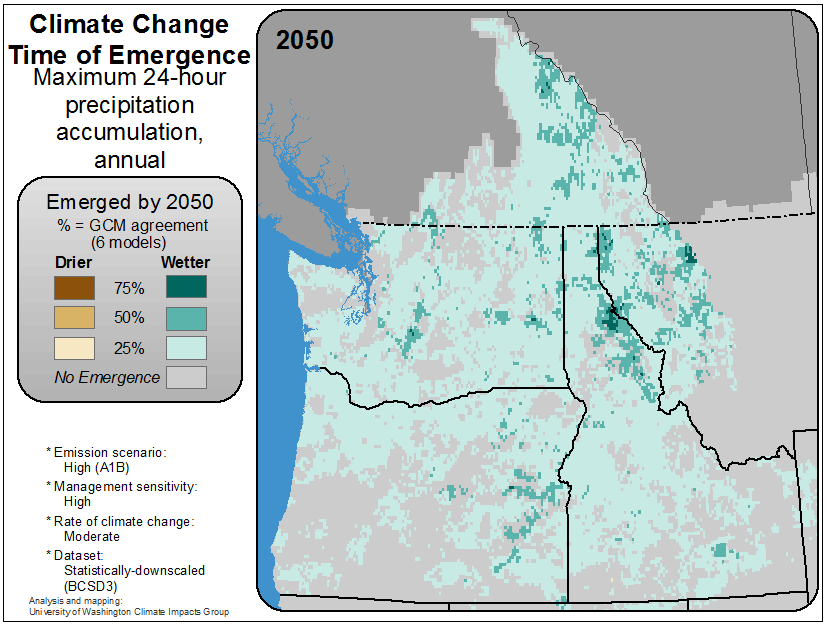 Climate Change
Time of Emergence
Maximum 24-hour
precipitation
accumulation,
annual
Emerged by 2050
% = GCM agreement
(6 models)
Drier Wetter
75%
50%
25%
No Emergence
* Emission scenario:
High (A1B)
* Management sensitivity:
High
* Rate of climate change:
Moderate
* Dataset:
Statistically-downscaled
(BCSD3)
Analysis and mapping:
University of Washington Climate Impacts Group
2050